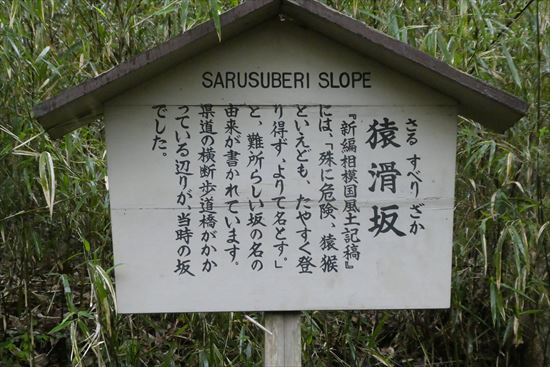 SARUSUBERI SLOPE
さる すべり ざか
猿滑坂
『新編相模国風土記稿』
には、「殊に危険、猿猴
といえども、たやすく登
り得ず、よりて名とす。」
と、難所らしい坂の名の
由来が書かれています。
県道の横断歩道橋がかか
っている辺りが、当時の坂
でした。